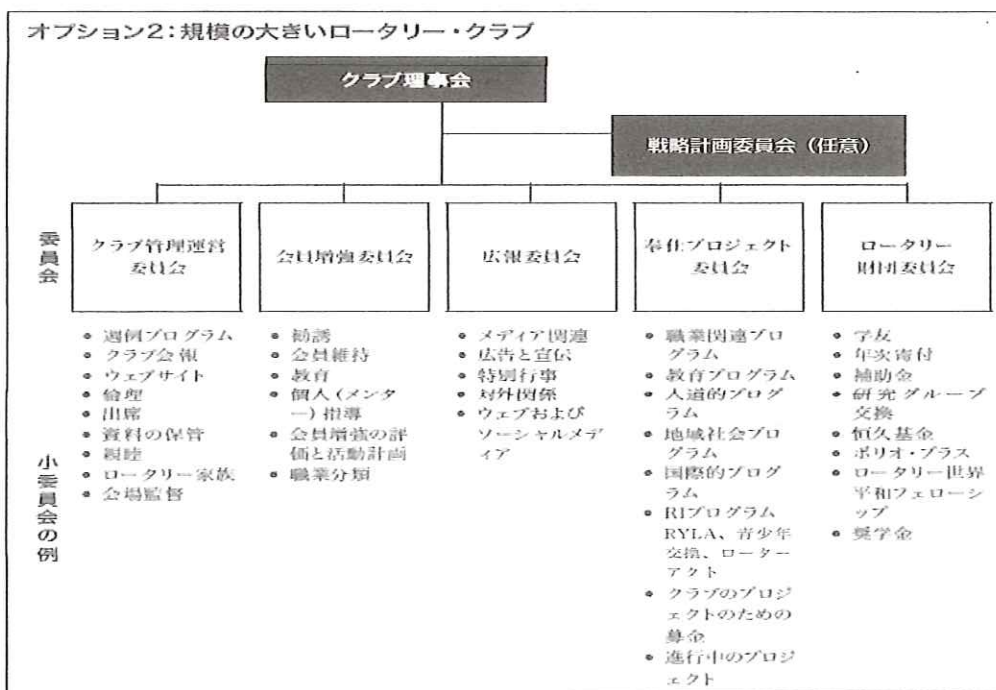 オプション2:規模の大きいロータリー・クラブ
クラブ理事会
戦略計画委員会(任意)
委員会
クラブ管理運営
委員会
会員増強委員会
広報委員会
奉仕プロジェクト
委員会
ロータリー
財団委員会
小委員会の例
• 週例プログラム
• クラブ会報
• ウェブサイト
• 倫理
• 出席
• 資料の保管
• 親睦
• ロータリー家族
• 会場監督
• 勧誘
• 会員維持
• 教育
• 個人(メンタ
ー)指導
• 会員増強の評
価と活動計画
• 職業分類
• メディア関連
• 広告と宣伝
• 特別行事
• 対外関係
• ウェブおよび
ソーシャルメデ
ィア
• 職業関連プロ
グラム
• 教育プログラム
• 人道的プログ
ラム
• 地域社会プロ
グラム
• 国際的プログ
ラム
• RIプログラム
RYLA、青少年
交換、ローター
アクト
• クラブのプロジ
ェクトのための
募金
• 進行中のプロジ
ェクト
• 学友
• 年次寄付
• 補助金
• 研究グループ
交換
• 恒久基金
• ポリオ・プラス
• ロータリー世界
平和フェローシ
ップ
• 奨学金